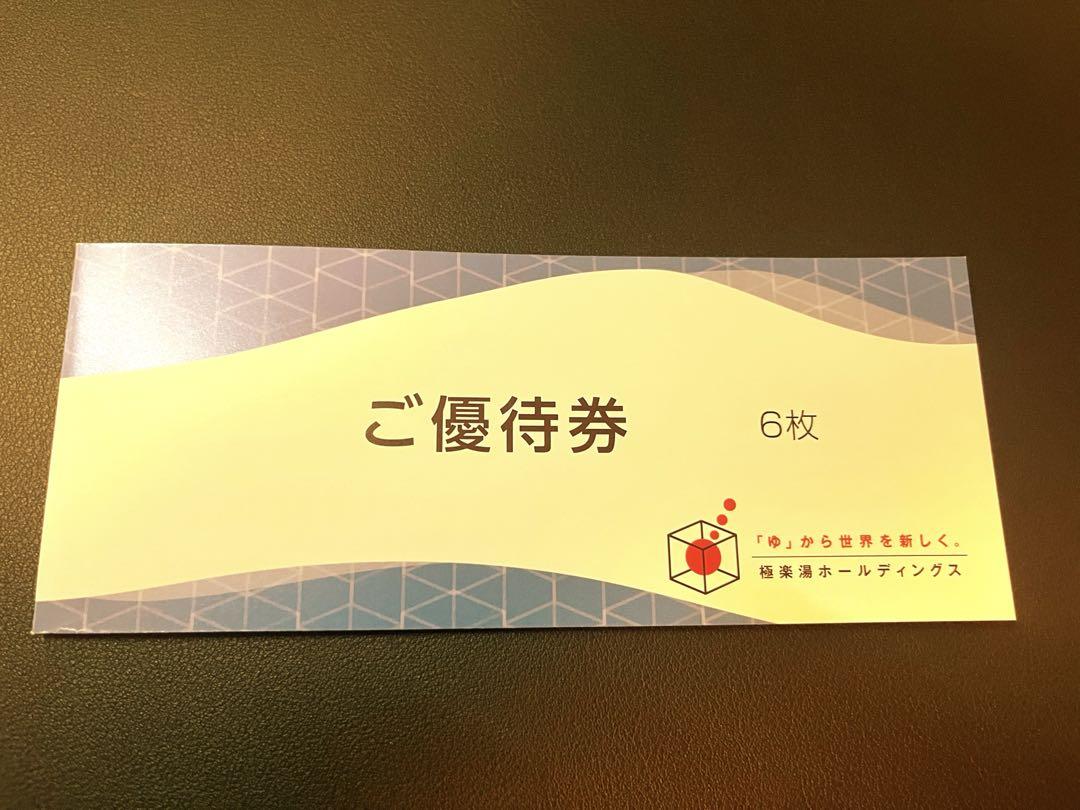 ご優待券
6枚
「ゆ」から世界を新しく。
極楽湯ホールディングス